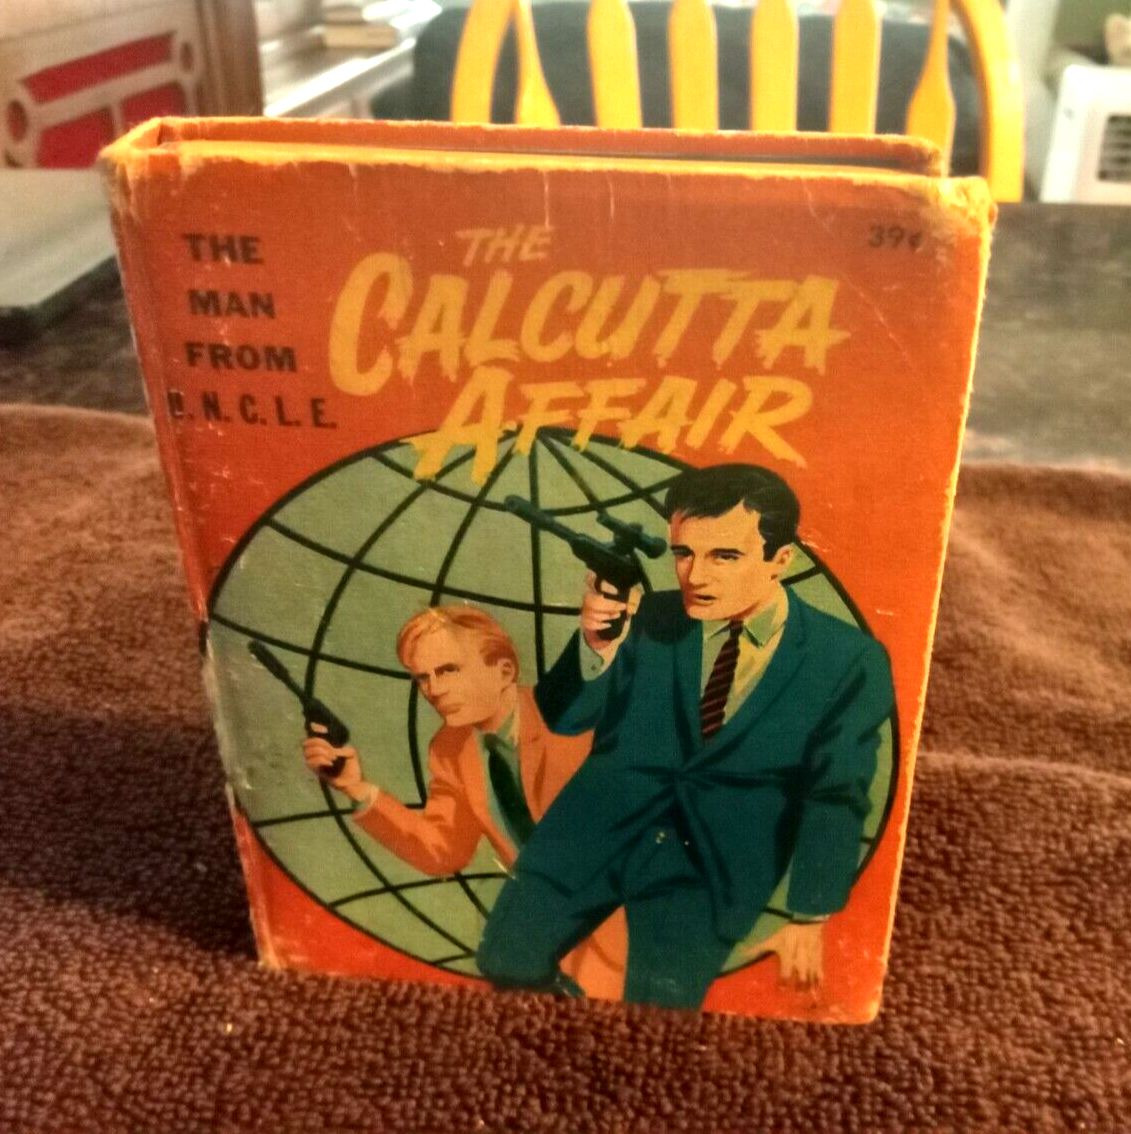 THE
MAN
FROM
U. N. C. L. E.
THE
CALCUTTA
AFFAIR
39¢